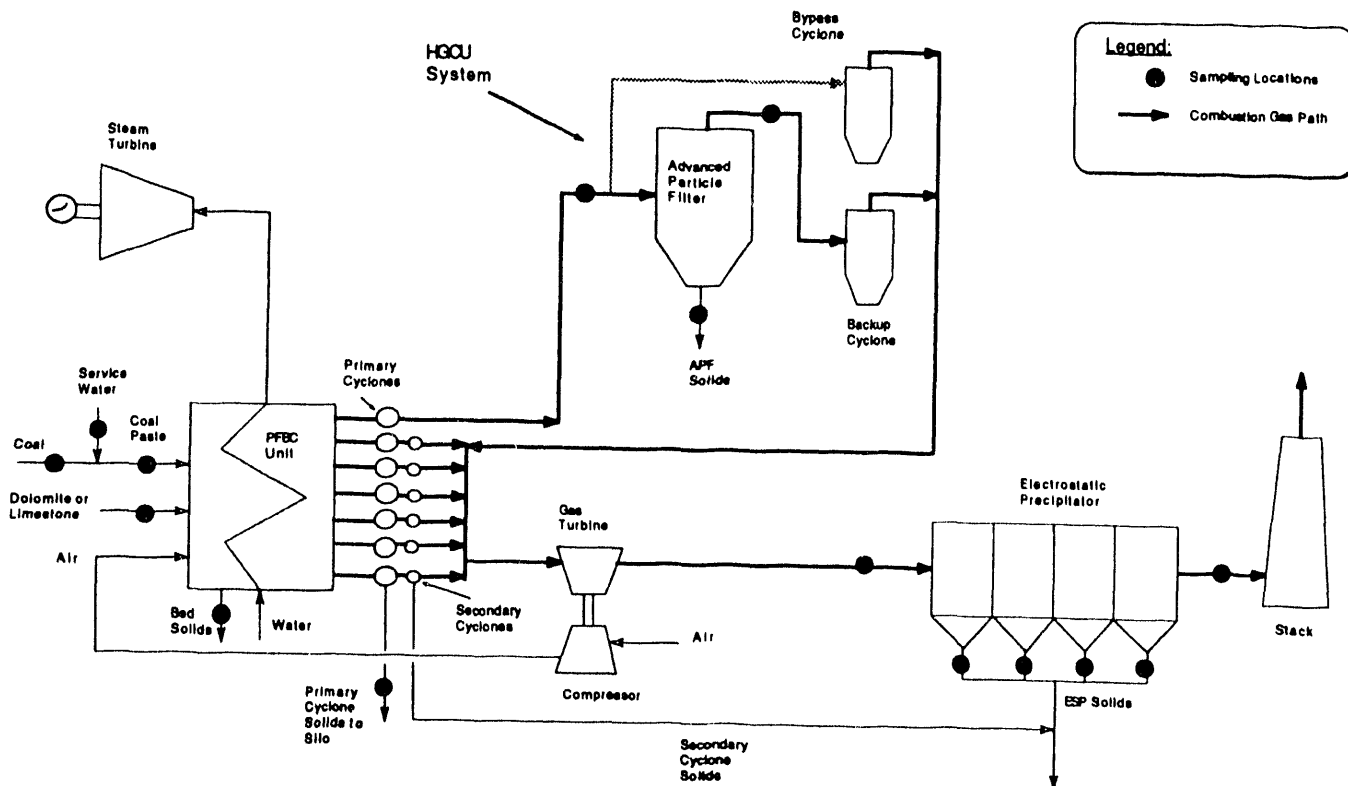 Bypass
Cyclone
Legend:
Sampling Locations
Combustion Gas Path
HGCU
System
Steam
Turbine
Advanced
Particle
Filter
Backup
Cyclone
APF
Solids
Primary
Cyclones
Service
Water
Coal
Coal
Paste
PFBC
Unit
Dolomite or
Limestone
Air
Gas
Turbine
Electrostatic
Precipitator
Bed
Solids
Water
Secondary
Cyclones
Air
Stack
Compressor
Primary
Cyclone
Solids to
Silo
ESP Solids
Secondary
Cyclone
Solids